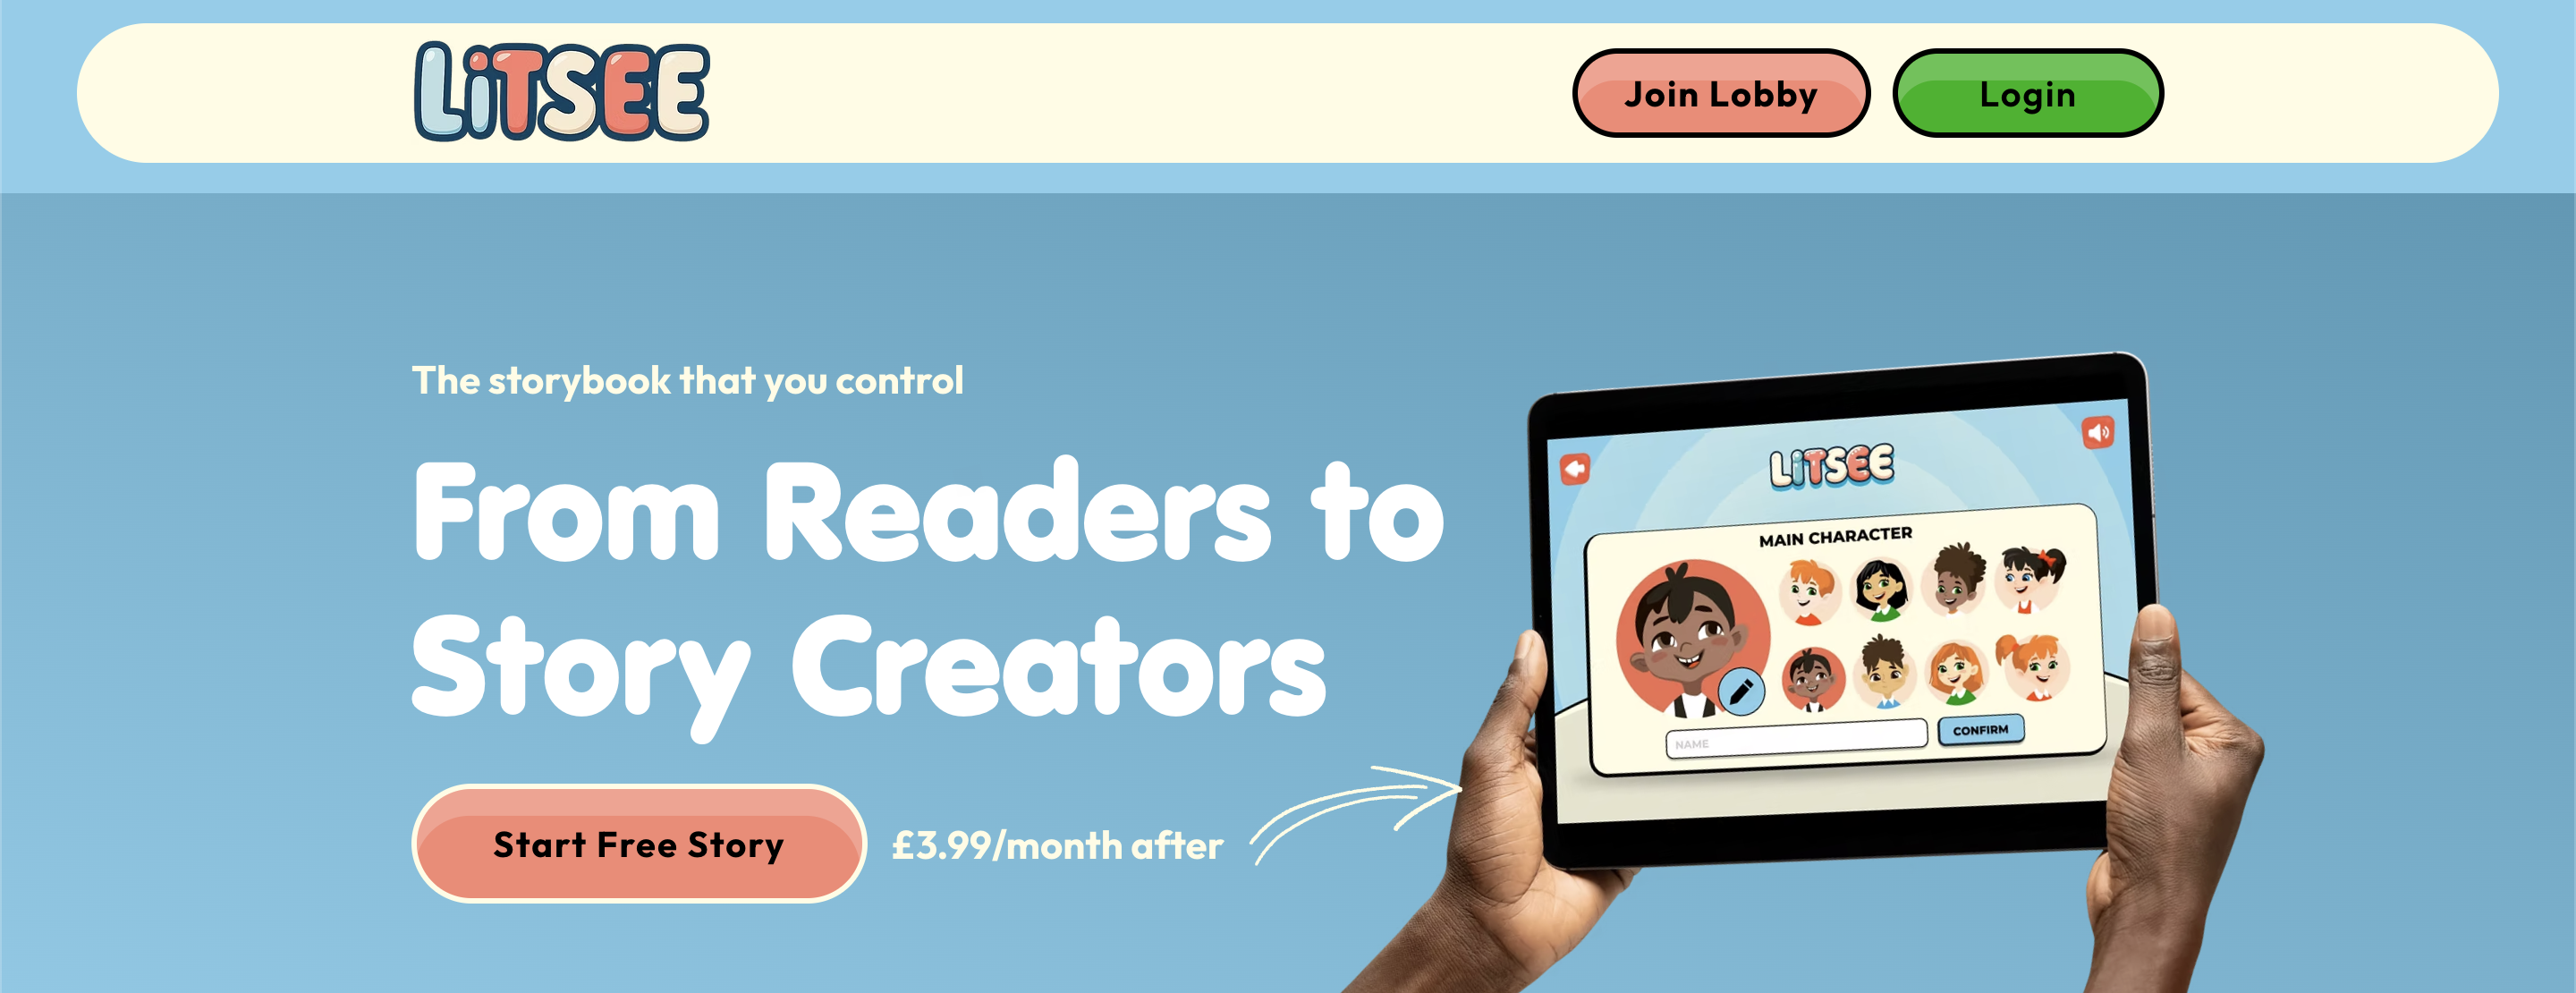 LiTSEE
Join Lobby
Login
The storybook that you control
From Readers to
Story Creators
Start Free Story
£3.99/month after
LiTSEE
MAIN CHARACTER
NAME
CONFIRM